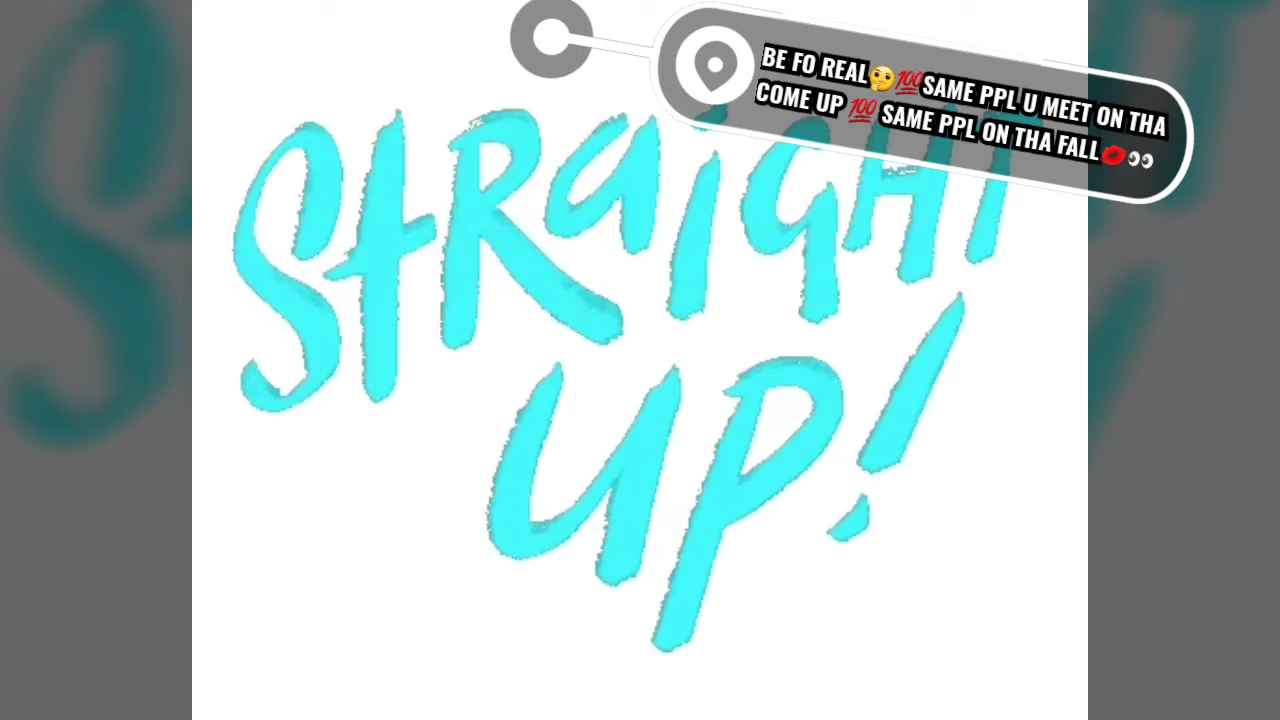 BE FO REAL🤔💯SAME PPL U MEET ON THA
COME UP 💯 SAME PPL ON THA FALL💋👀
STRaiGHT
UP!